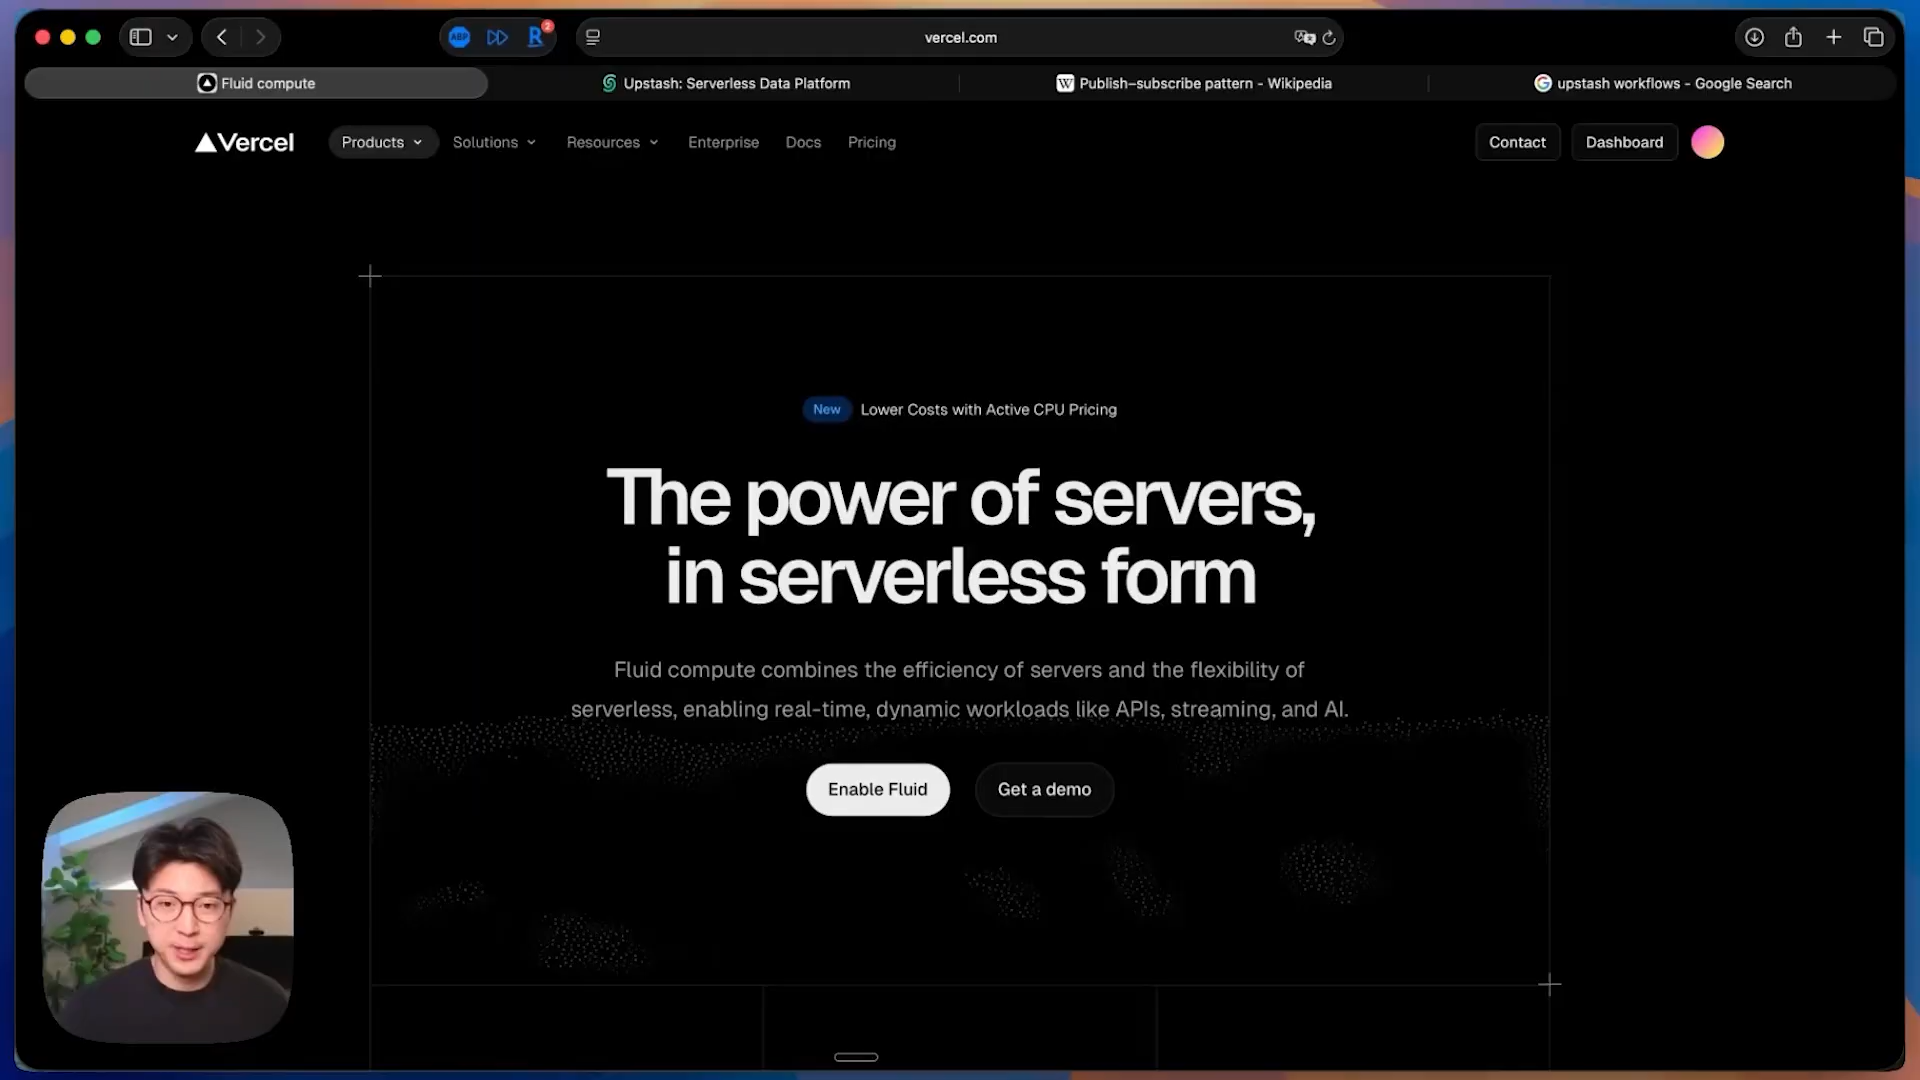 ABP
R
2
vercel.com
Fluid compute
Upstash: Serverless Data Platform
W Publish–subscribe pattern - Wikipedia
G upstash workflows - Google Search
Vercel
Products
Solutions
Resources
Enterprise
Docs
Pricing
Contact
Dashboard
New Lower Costs with Active CPU Pricing
The power of servers,
in serverless form
Fluid compute combines the efficiency of servers and the flexibility of
serverless, enabling real-time, dynamic workloads like APIs, streaming, and AI.
Enable Fluid
Get a demo